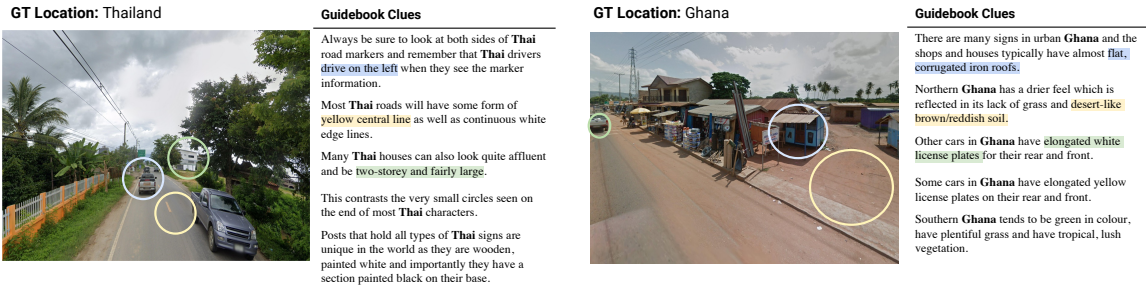 GT Location: Thailand
Guidebook Clues
Always be sure to look at both sides of Thai
road markers and remember that Thai drivers
drive on the left when they see the marker
information.
Most Thai roads will have some form of
yellow central line as well as continuous white
edge lines.
Many Thai houses can also look quite affluent
and be two-storey and fairly large.
This contrasts the very small circles seen on
the end of most Thai characters.
Posts that hold all types of Thai signs are
unique in the world as they are wooden,
painted white and importantly they have a
section painted black on their base.
GT Location: Ghana
Guidebook Clues
There are many signs in urban Ghana and the
shops and houses typically have almost flat,
corrugated iron roofs.
Northern Ghana has a drier feel which is
reflected in its lack of grass and desert-like
brown/reddish soil.
Other cars in Ghana have elongated white
license plates for their rear and front.
Some cars in Ghana have elongated yellow
license plates on their rear and front.
Southern Ghana tends to be green in colour,
have plentiful grass and have tropical, lush
vegetation.